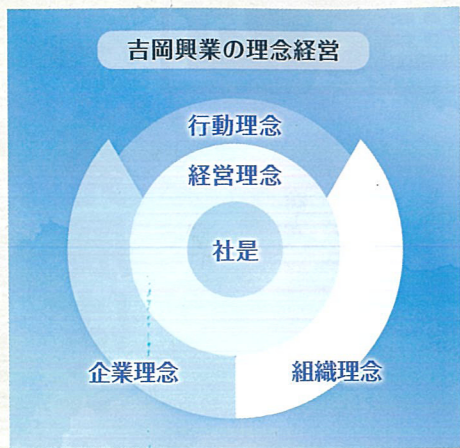 吉岡興業の理念経営
行動理念
経営理念
社是
企業理念
組織理念